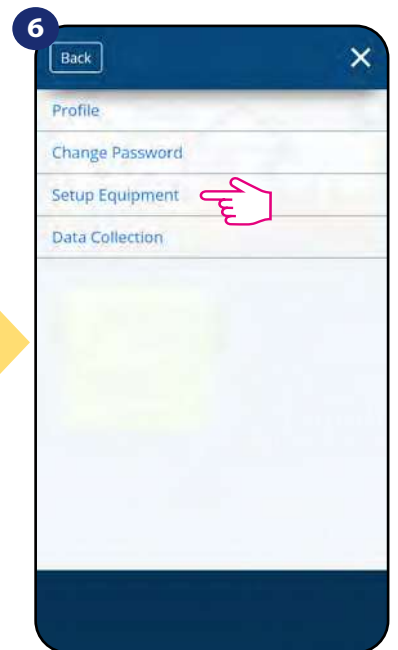 6
Back
Profile
Change Password
Setup Equipment
Data Collection